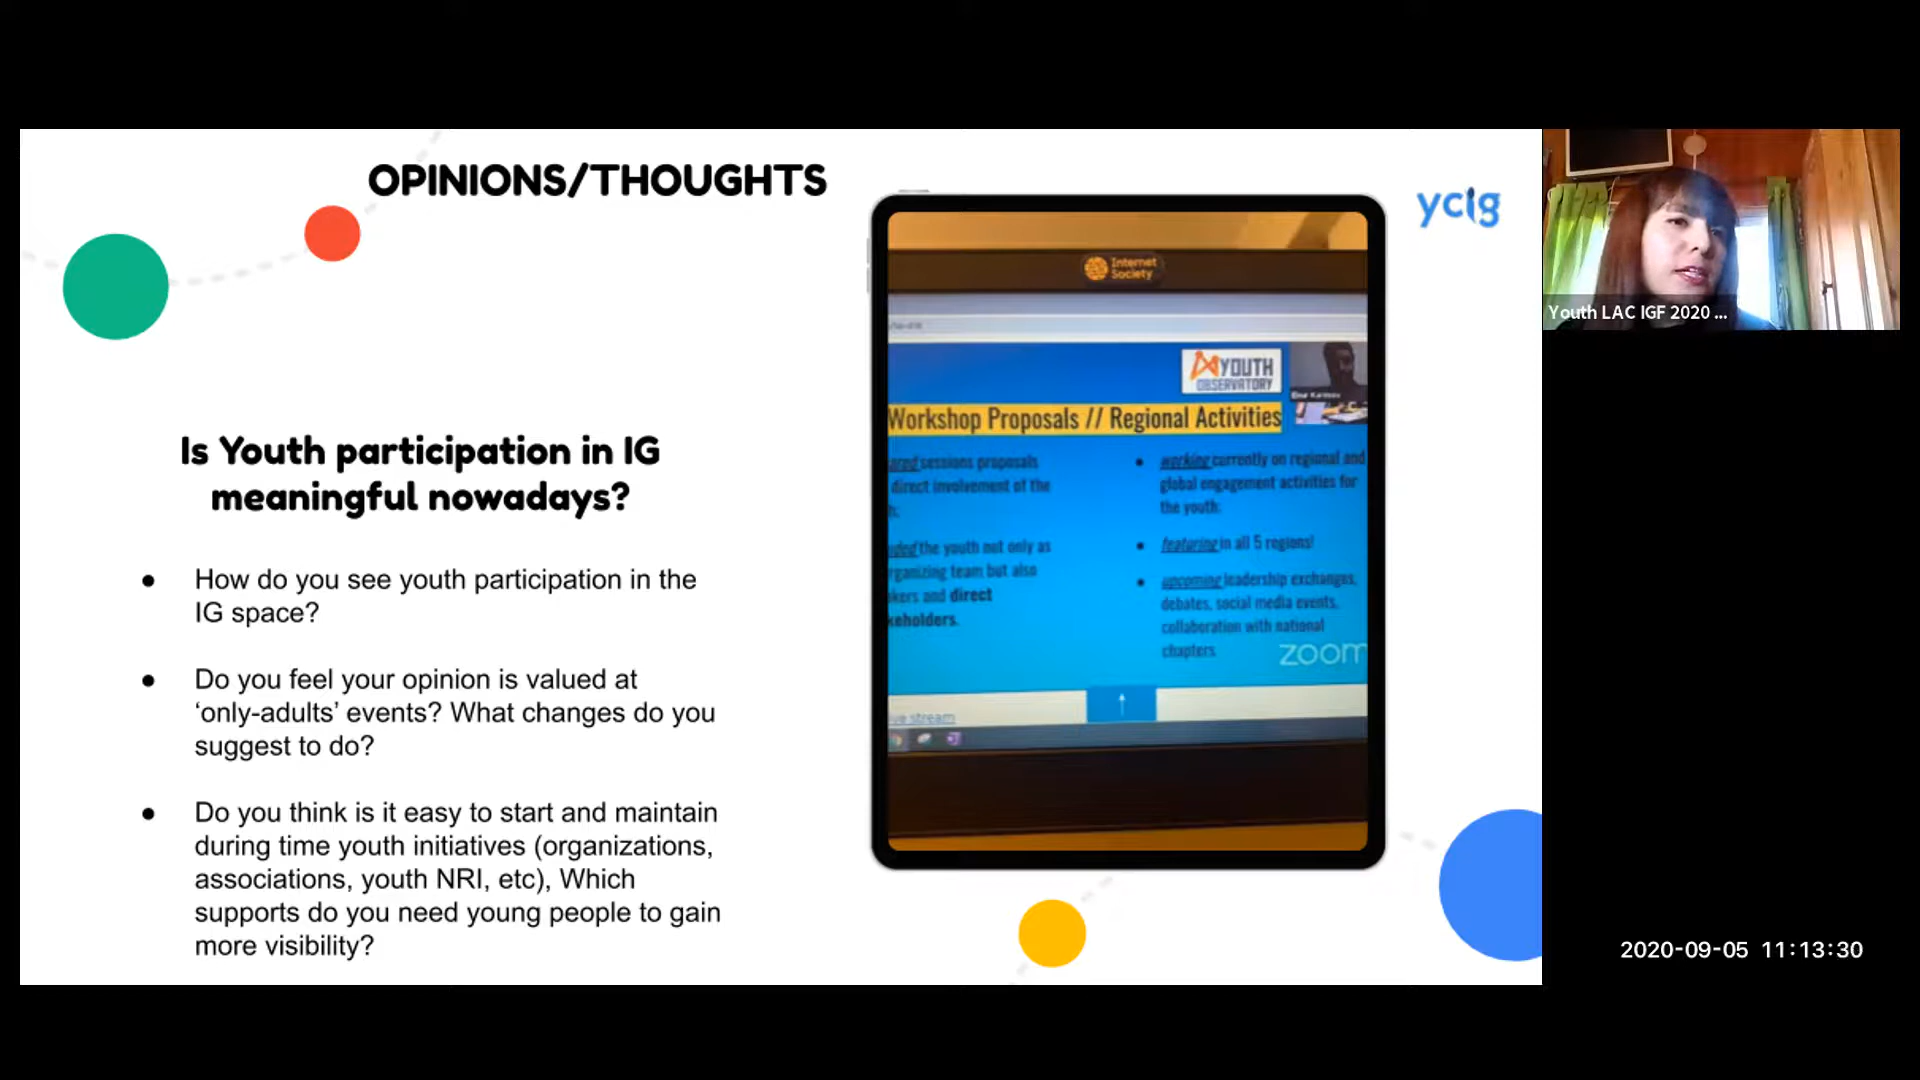 OPINIONS/THOUGHTS
ycig
Is Youth participation in IG
meaningful nowadays?
● How do you see youth participation in the
IG space?
● Do you feel your opinion is valued at
‘only-adults’ events? What changes do you
suggest to do?
● Do you think is it easy to start and maintain
during time youth initiatives (organizations,
associations, youth NRI, etc), Which
supports do you need young people to gain
more visibility?
Internet
Society
YOUTH
OBSERVATORY
Workshop Proposals // Regional Activities
sessions proposals
direct involvement of the
the youth not only as
team but also
and direct
● working currently on regional and
global engagement activities for
the youth;
● featuring in all 5 regions!
● upcoming leadership exchanges,
debates, social media events,
collaboration with national
chapters
zoom
stream
Youth LAC IGF 2020 ...
2020-09-05 11:13:30